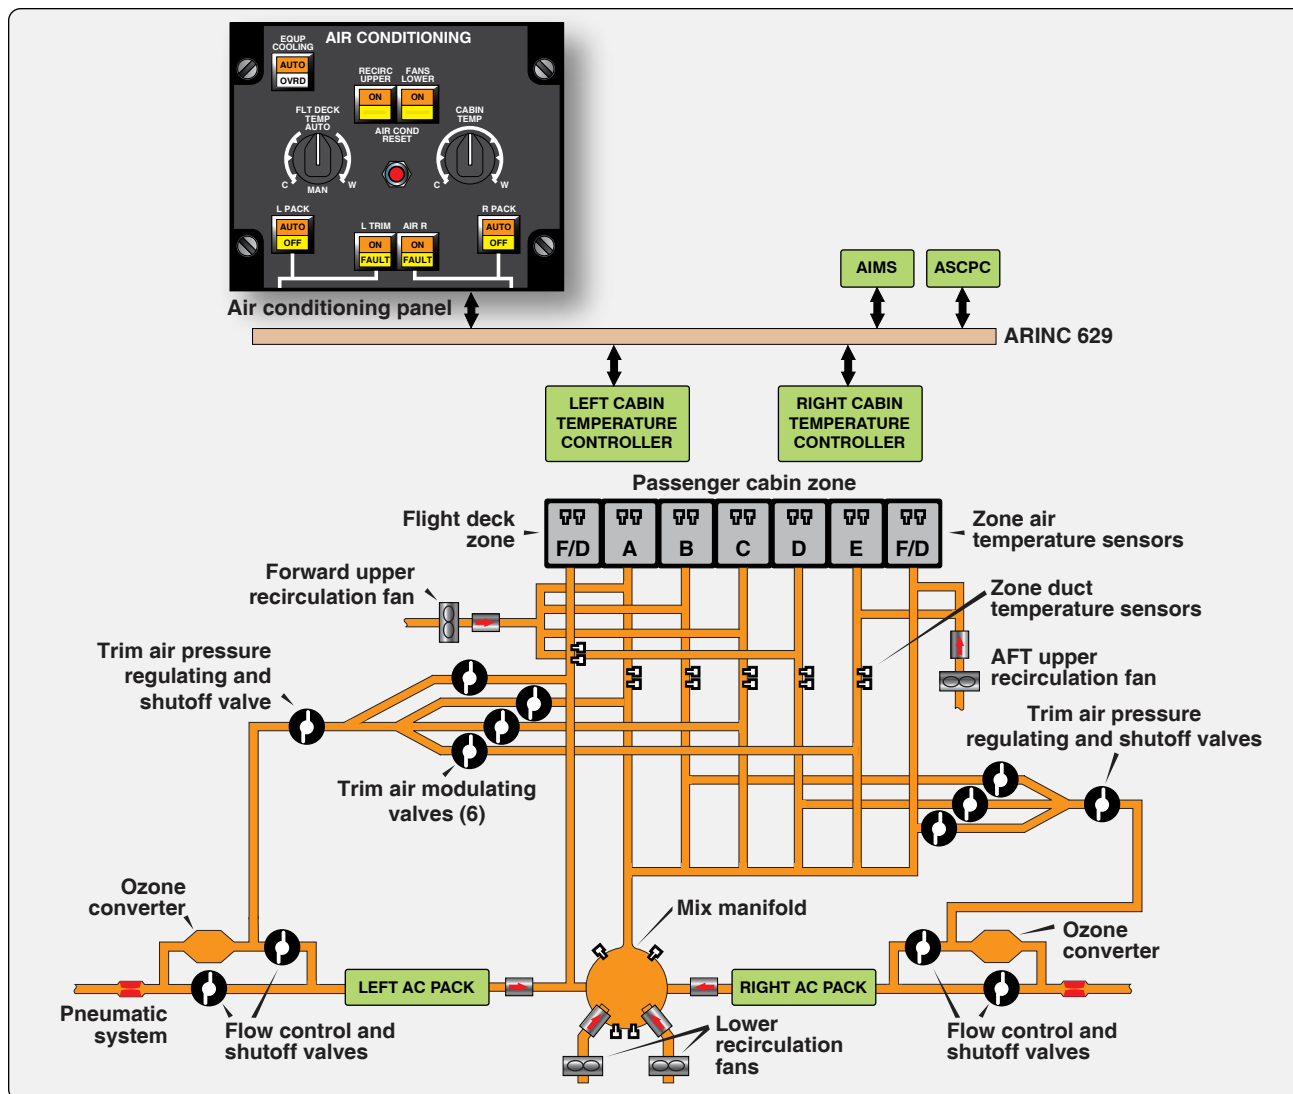 AIR CONDITIONING
EQUP
COOLING
AUTO
OVRD
RECIRC
UPPER
FANS
LOWER
ON
ON
FLT DECK
TEMP
AUTO
C
W
MAN
AIR COND
RESET
CABIN
TEMP
C
W
L PACK
AUTO
OFF
L TRIM
AIR R
ON
FAULT
ON
FAULT
R PACK
AUTO
OFF
Air conditioning panel
AIMS
ASCPC
ARINC 629
LEFT CABIN
TEMPERATURE
CONTROLLER
RIGHT CABIN
TEMPERATURE
CONTROLLER
Passenger cabin zone
Flight deck
zone
F/D
A
B
C
D
E
F/D
Zone air
temperature sensors
Forward upper
recirculation fan
Zone duct
temperature sensors
Trim air pressure
regulating and
shutoff valve
AFT upper
recirculation fan
Trim air pressure
regulating and shutoff valves
Trim air modulating
valves (6)
Ozone
converter
Mix manifold
Ozone
converter
LEFT AC PACK
RIGHT AC PACK
Pneumatic
system
Flow control and
shutoff valves
Lower
recirculation
fans
Flow control and
shutoff valves